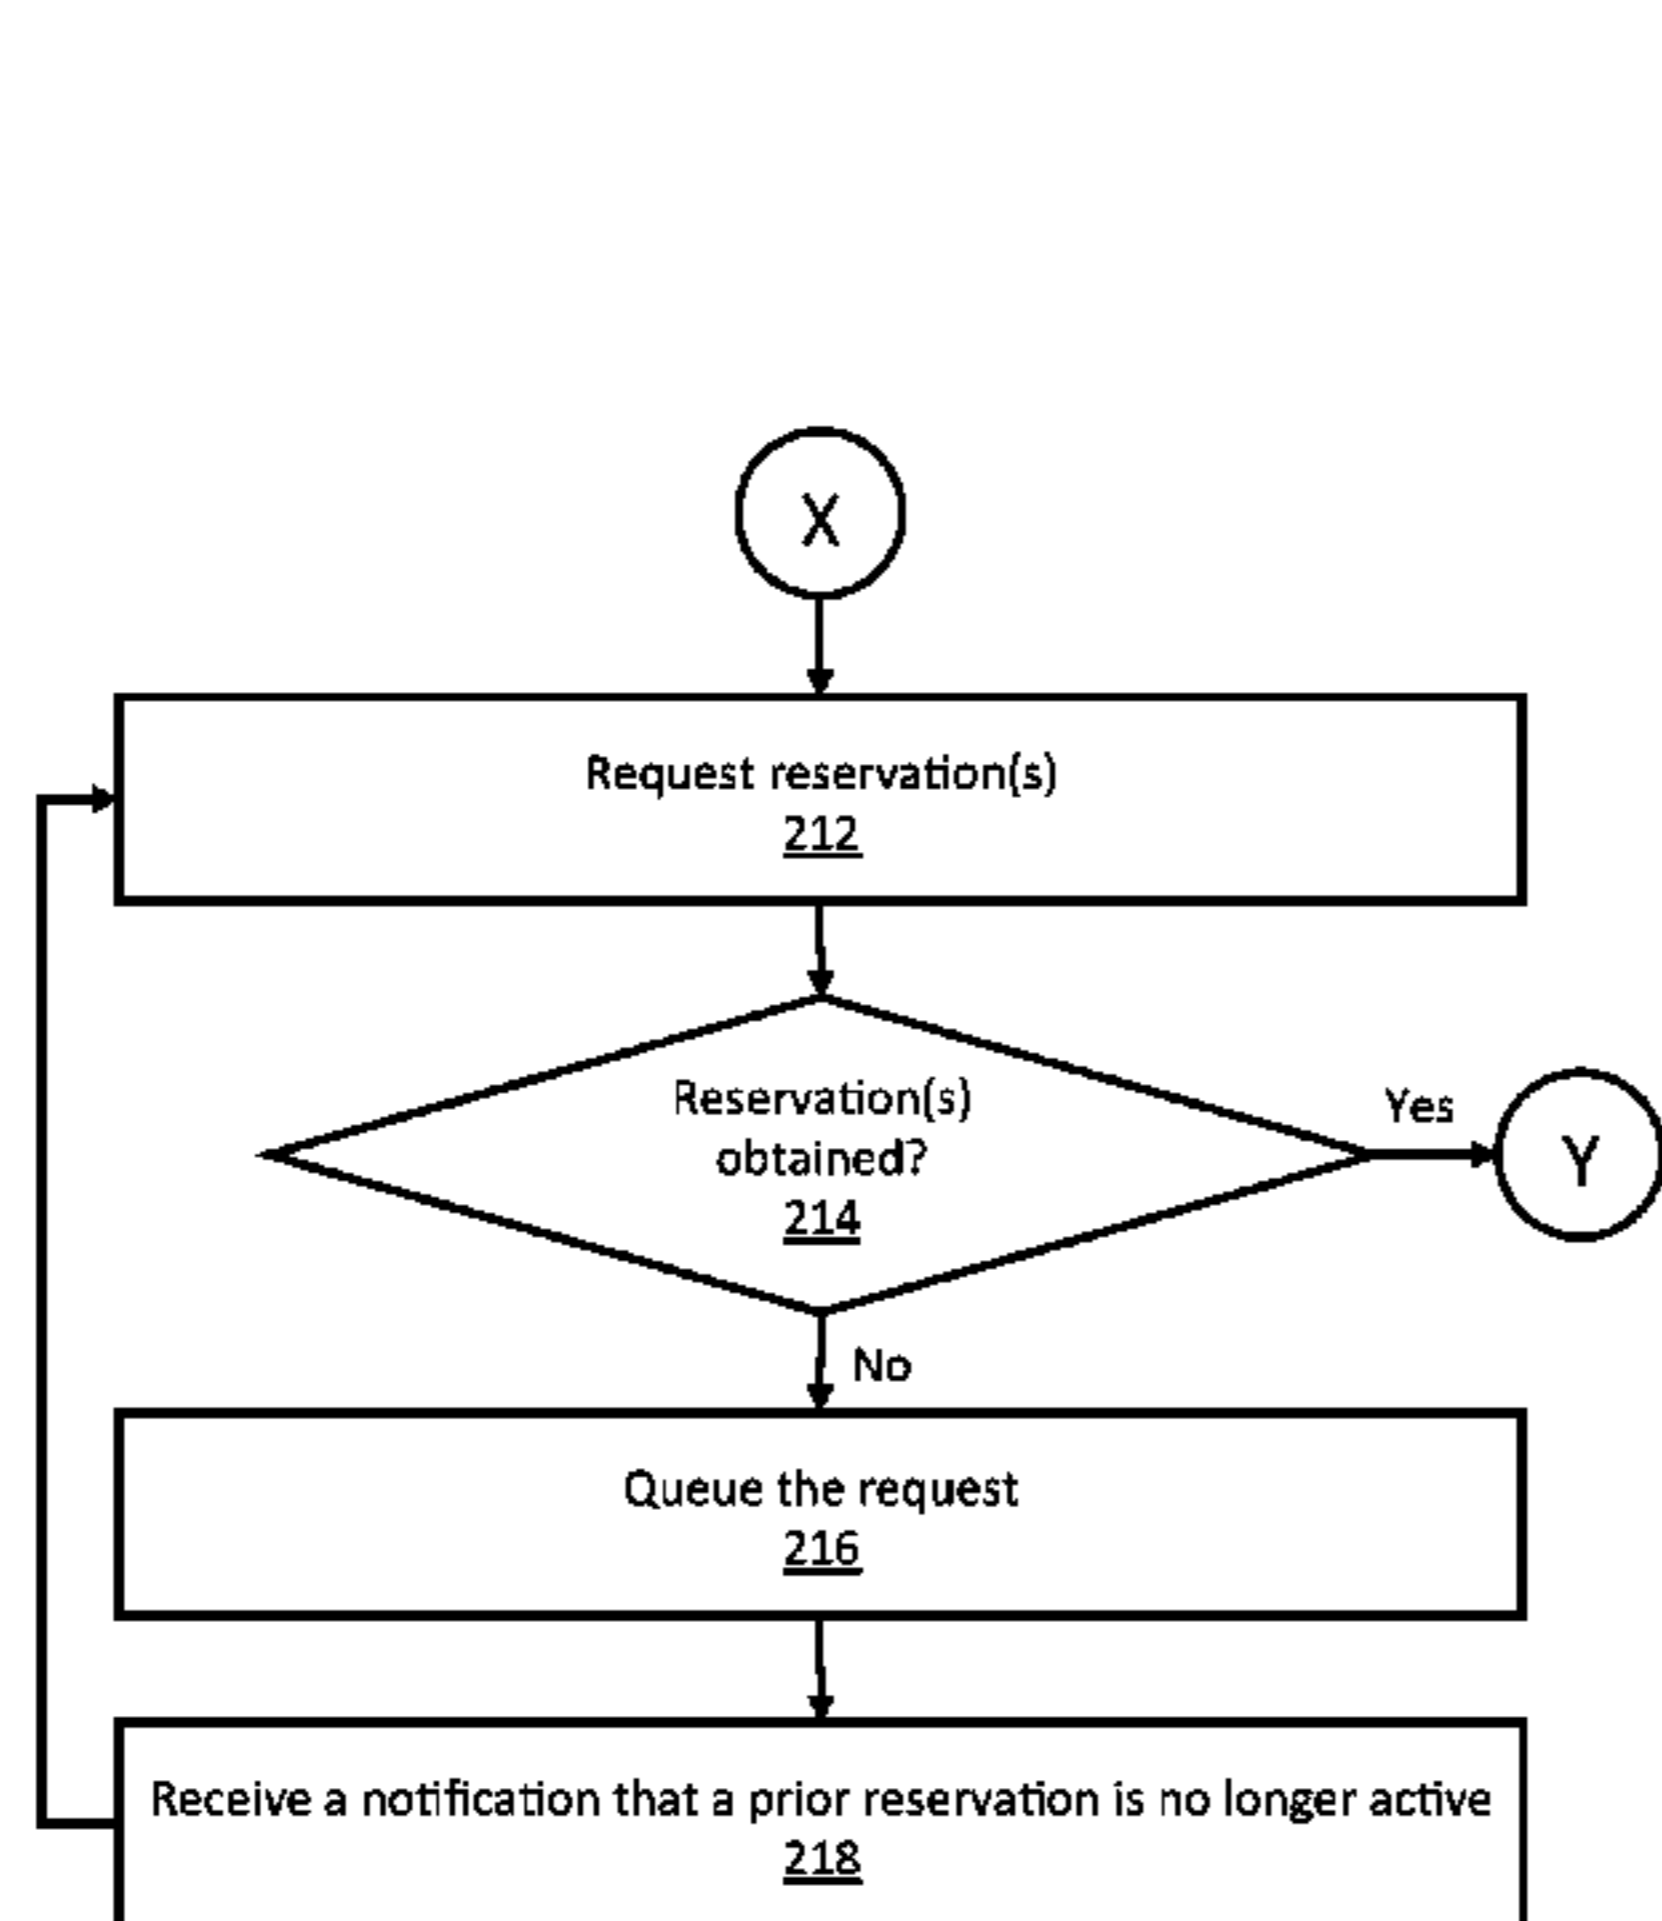 X
Request reservation(s)
212
Reservation(s)
obtained?
214
Yes
Y
No
Queue the request
216
Receive a notification that a prior reservation is no longer active
218